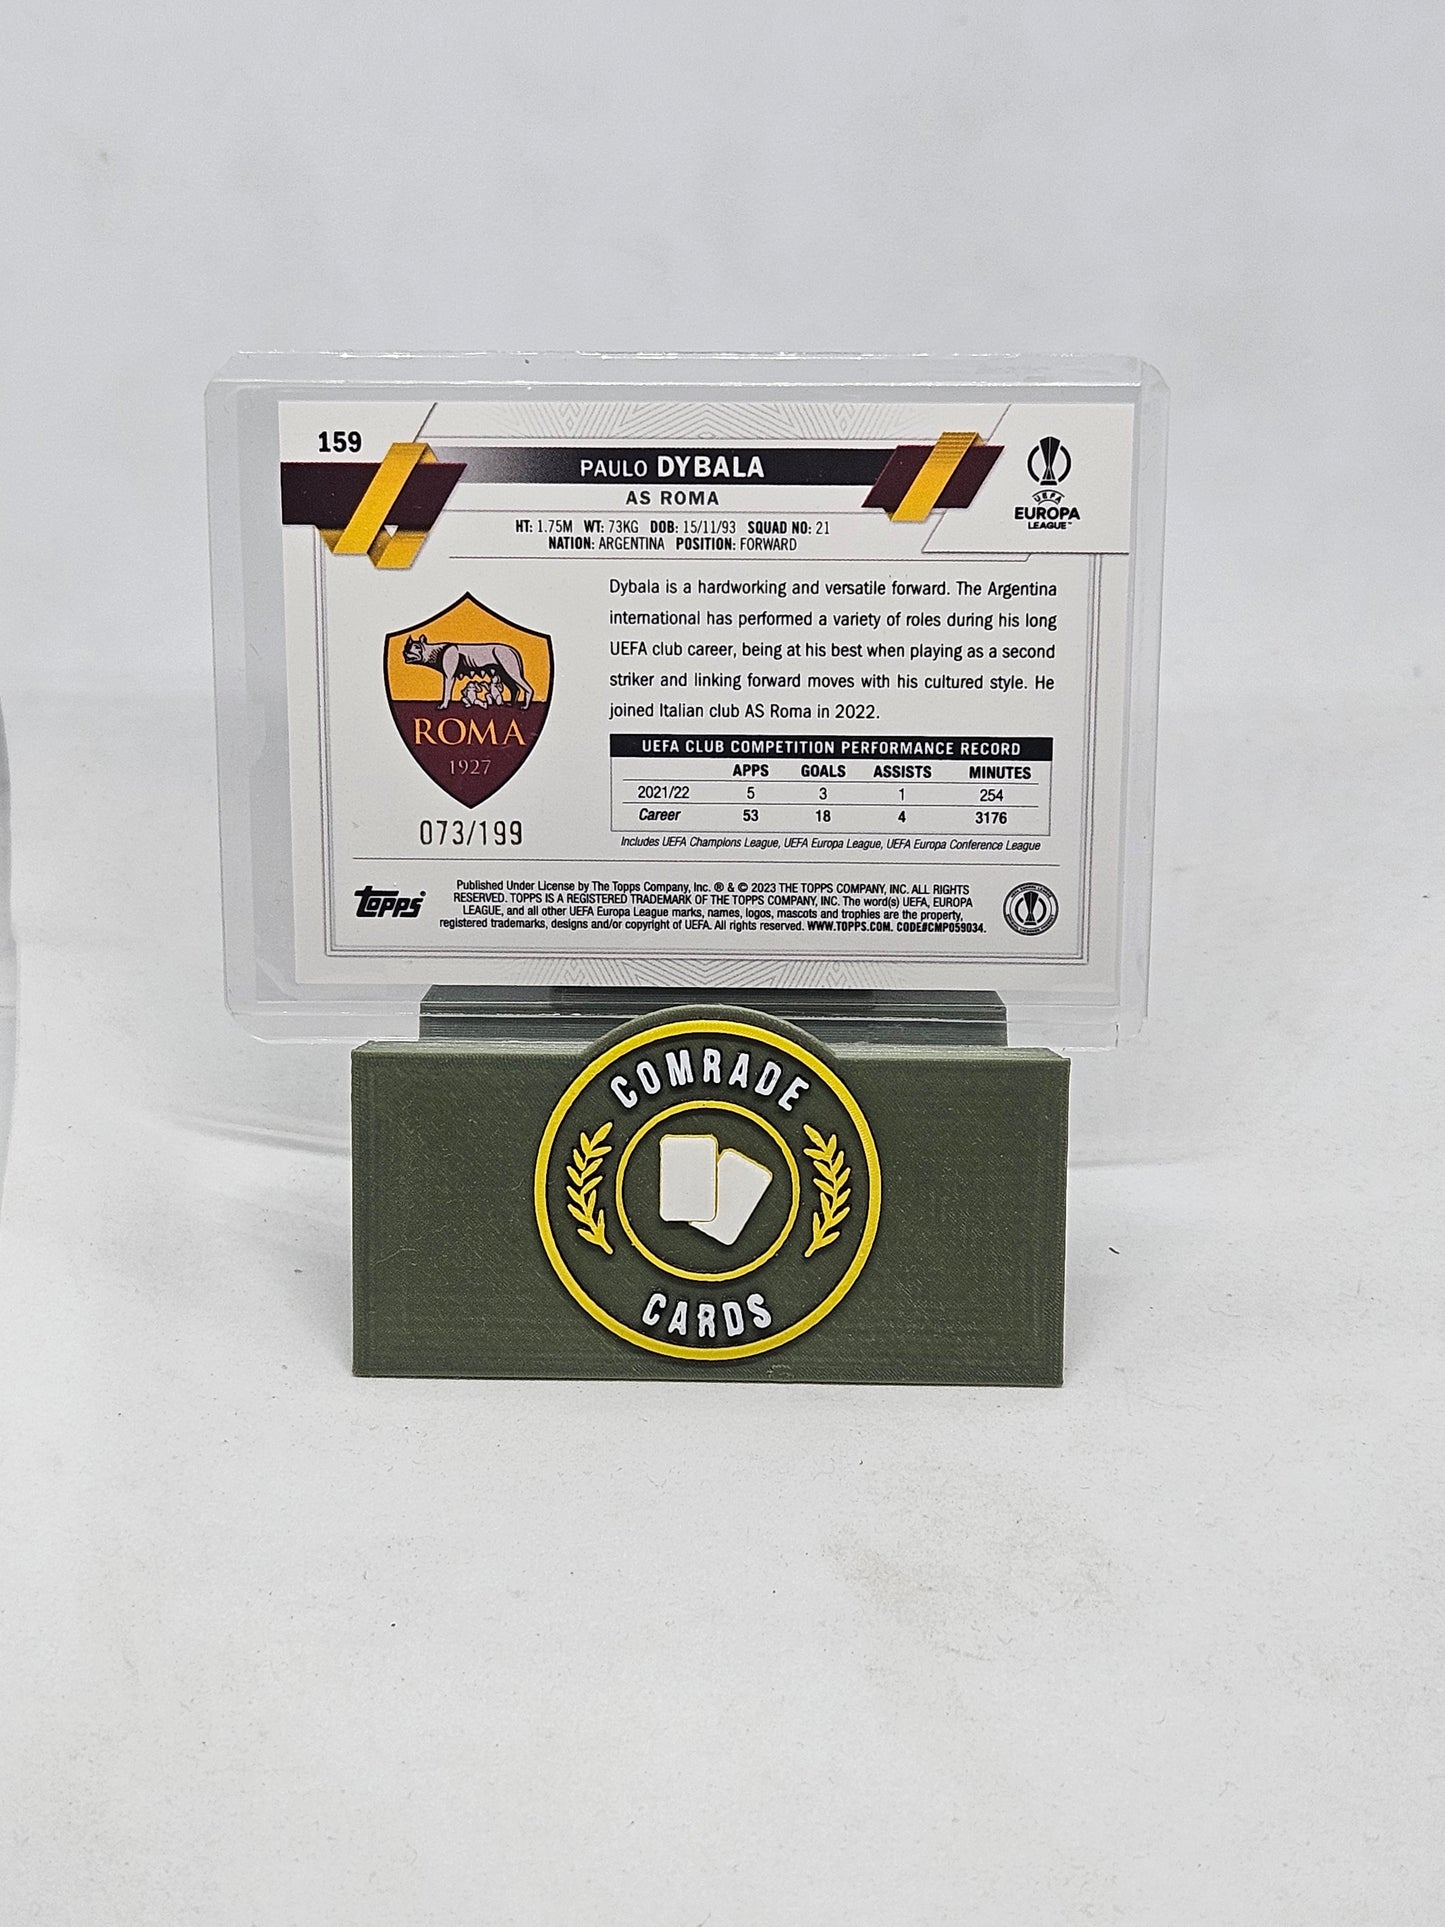 159
PAULO DYBALA
AS ROMA
HT: 1.75M WT: 73KG DOB: 15/11/93 SQUAD NO: 21
NATION: ARGENTINA POSITION: FORWARD
UEFA
EUROPA
LEAGUE™
Dybala is a hardworking and versatile forward. The Argentina
international has performed a variety of roles during his long
UEFA club career, being at his best when playing as a second
striker and linking forward moves with his cultured style. He
joined Italian club AS Roma in 2022.
ROMA
1927
073/199
UEFA CLUB COMPETITION PERFORMANCE RECORD
APPS GOALS ASSISTS MINUTES
2021/22 5 3 1 254
Career 53 18 4 3176
Includes UEFA Champions League, UEFA Europa League, UEFA Europa Conference League
Topps
Published Under License by The Topps Company, Inc. ® & © 2023 THE TOPPS COMPANY, INC. ALL RIGHTS
RESERVED. TOPPS IS A REGISTERED TRADEMARK OF THE TOPPS COMPANY, INC. The word(s) UEFA, EUROPA
LEAGUE, and all other UEFA Europa League marks, names, logos, mascots and trophies are the property,
registered trademarks, designs and/or copyright of UEFA. All rights reserved. WWW.TOPPS.COM. CODE#CMP059034.
COMRADE
CARDS